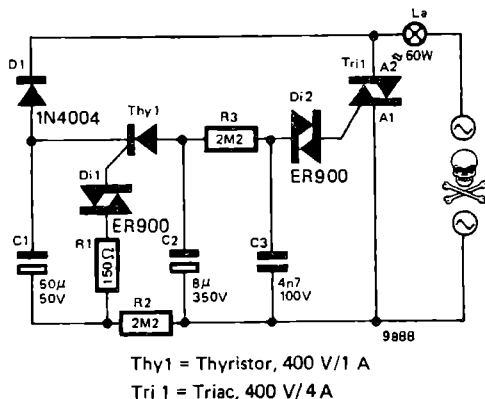 La
60W
Tri1
A2
A1
D1
1N4004
Thy1
R3
2M2
Di2
ER900
Di1
ER900
C1
50V
R1
150Ω
C2
8µ
350V
C3
4n7
100V
R2
2M2
9888
Thy1 = Thyristor, 400 V/1 A
Tri 1 = Triac, 400 V/4 A